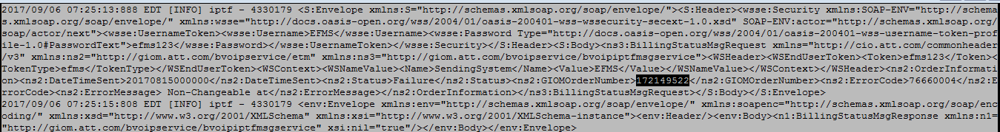 2017/09/06 07:25:13:888 EDT [INFO] iptf - 4330179 <S:Envelope xmlns:S="http://schemas.xmlsoap.org/soap/envelope/"><S:Header><wsse:Security xmlns:SOAP-ENV="http://schema
s.xmlsoap.org/soap/envelope/" xmlns:wsse="http://docs.oasis-open.org/wss/2004/01/oasis-200401-wss-wssecurity-secext-1.0.xsd" SOAP-ENV:actor="http://schemas.xmlsoap.org/
soap/actor/next"><wsse:UsernameToken><wsse:Username>EFMS</wsse:Username><wsse:Password Type="http://docs.oasis-open.org/wss/2004/01/oasis-200401-wss-username-token-prof
ile-1.0#PasswordText">efms123</wsse:Password></wsse:UsernameToken></wsse:Security></S:Header><S:Body><ns3:BillingStatusMsgRequest xmlns="http://cio.att.com/commonheader
/v3" xmlns:ns2="http://giom.att.com/bvoipservice/etm" xmlns:ns3="http://giom.att.com/bvoipservice/bvoipiptfmsgservice"><WSHeader><WSEndUserToken><Token>efms123</Token><
TokenType>efms</TokenType></WSEndUserToken><WSContext><WSNameValue><Name>SendingSystem</Name><Value>EFMS</Value></WSNameValue></WSContext></WSHeader><ns2:OrderInformati
on><ns2:DateTimeSent>20170815000000</ns2:DateTimeSent><ns2:Status>Failure</ns2:Status><ns2:GIOMOrderNumber>172149522</ns2:GIOMOrderNumber><ns2:ErrorCode>76660004</ns2:E
rrorCode><ns2:ErrorMessage> Non-Changeable at</ns2:ErrorMessage></ns2:OrderInformation></ns3:BillingStatusMsgRequest></S:Body></S:Envelope>
2017/09/06 07:25:15:808 EDT [INFO] iptf - 4330179 <env:Envelope xmlns:env="http://schemas.xmlsoap.org/soap/envelope/" xmlns:soapenc="http://schemas.xmlsoap.org/soap/enc
oding/" xmlns:xsd="http://www.w3.org/2001/XMLSchema" xmlns:xsi="http://www.w3.org/2001/XMLSchema-instance"><env:Header/><env:Body><n1:BillingStatusMsgResponse xmlns:n1=
"http://giom.att.com/bvoipservice/bvoipiptfmsgservice" xsi:nil="true"/></env:Body></env:Envelope>